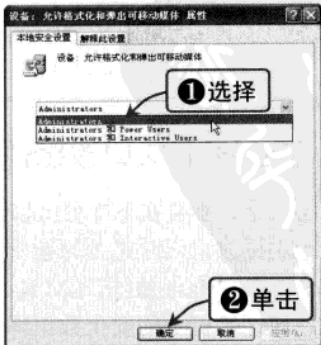 设备: 允许格式化和弹出可移动媒体 属性
本地安全设置 解释此设置
设备: 允许格式化和弹出可移动媒体
❶选择
Administrators
Administrators
Administrators 和 Power Users
Administrators 和 Interactive Users
❷单击
确定 取消 应用(A)